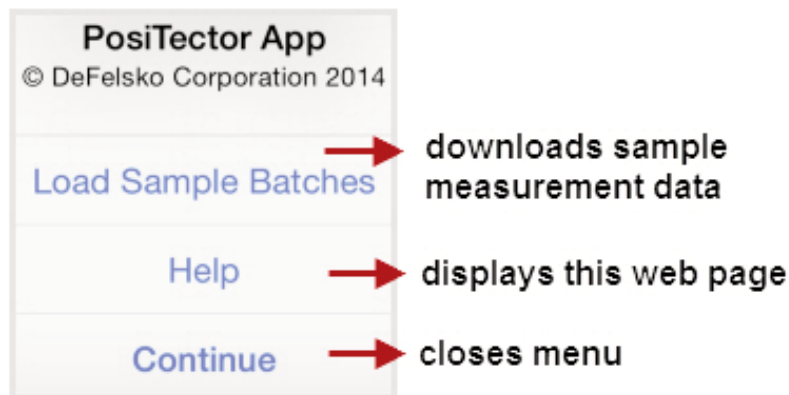 PosiTector App
© DeFelsko Corporation 2014
Load Sample Batches
downloads sample
measurement data
Help
displays this web page
Continue
closes menu